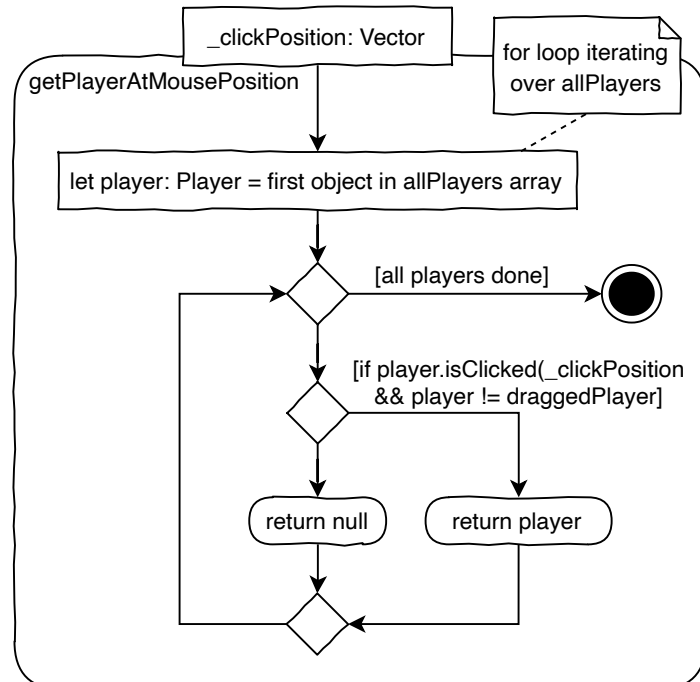 _clickPosition: Vector
for loop iterating
over allPlayers
getPlayerAtMousePosition
let player: Player = first object in allPlayers array
[all players done]
[if player.isClicked(_clickPosition
&& player != draggedPlayer]
return null
return player